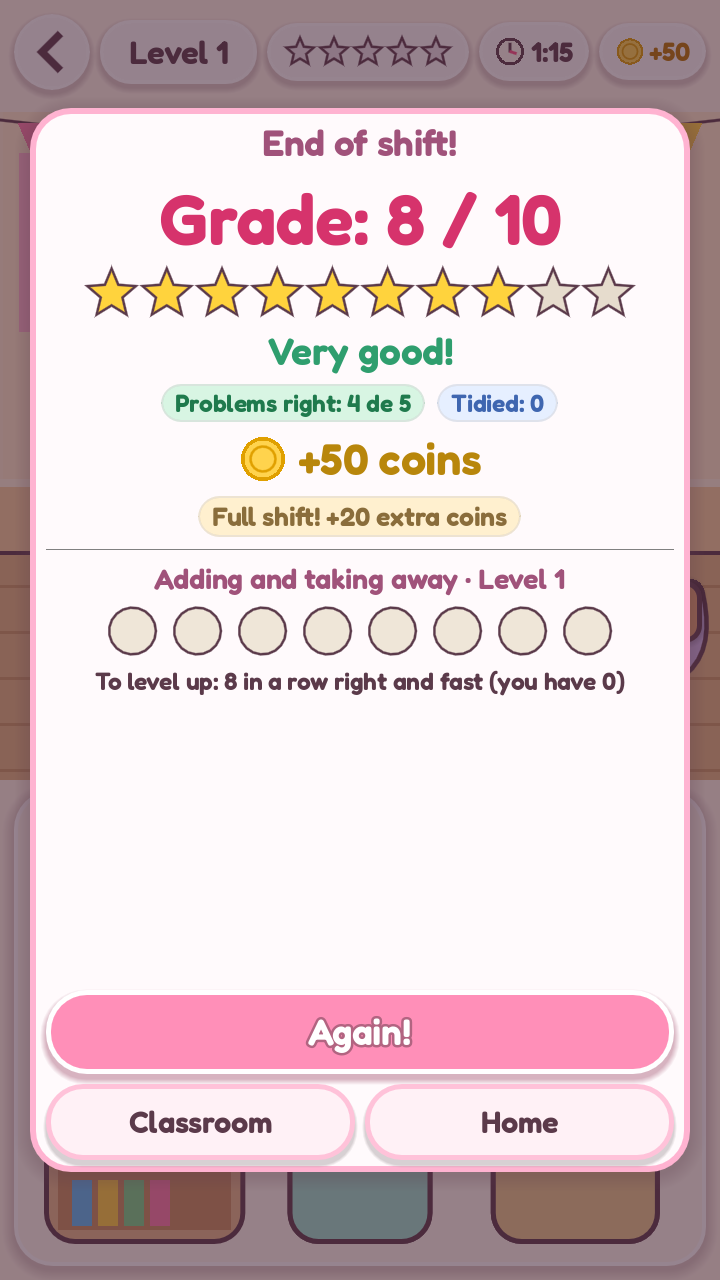 Level 1
1:15
+50
End of shift!
Grade: 8 / 10
Very good!
Problems right: 4 de 5
Tidied: 0
+50 coins
Full shift! +20 extra coins
Adding and taking away · Level 1
To level up: 8 in a row right and fast (you have 0)
Again!
Classroom
Home